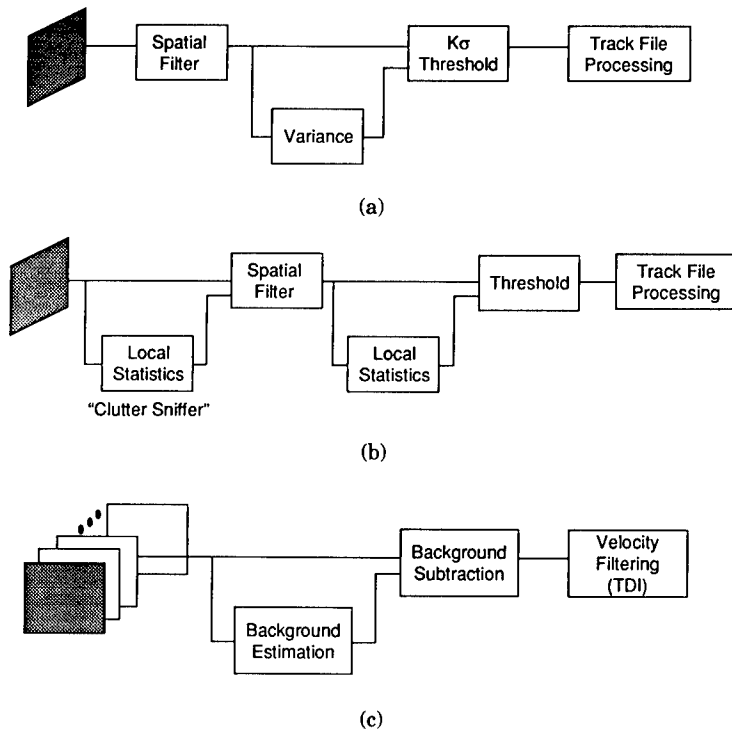 Spatial
Filter
Kσ
Threshold
Track File
Processing
Variance
(a)
Spatial
Filter
Threshold
Track File
Processing
Local
Statistics
Local
Statistics
"Clutter Sniffer"
(b)
Background
Subtraction
Velocity
Filtering
(TDI)
Background
Estimation
(c)